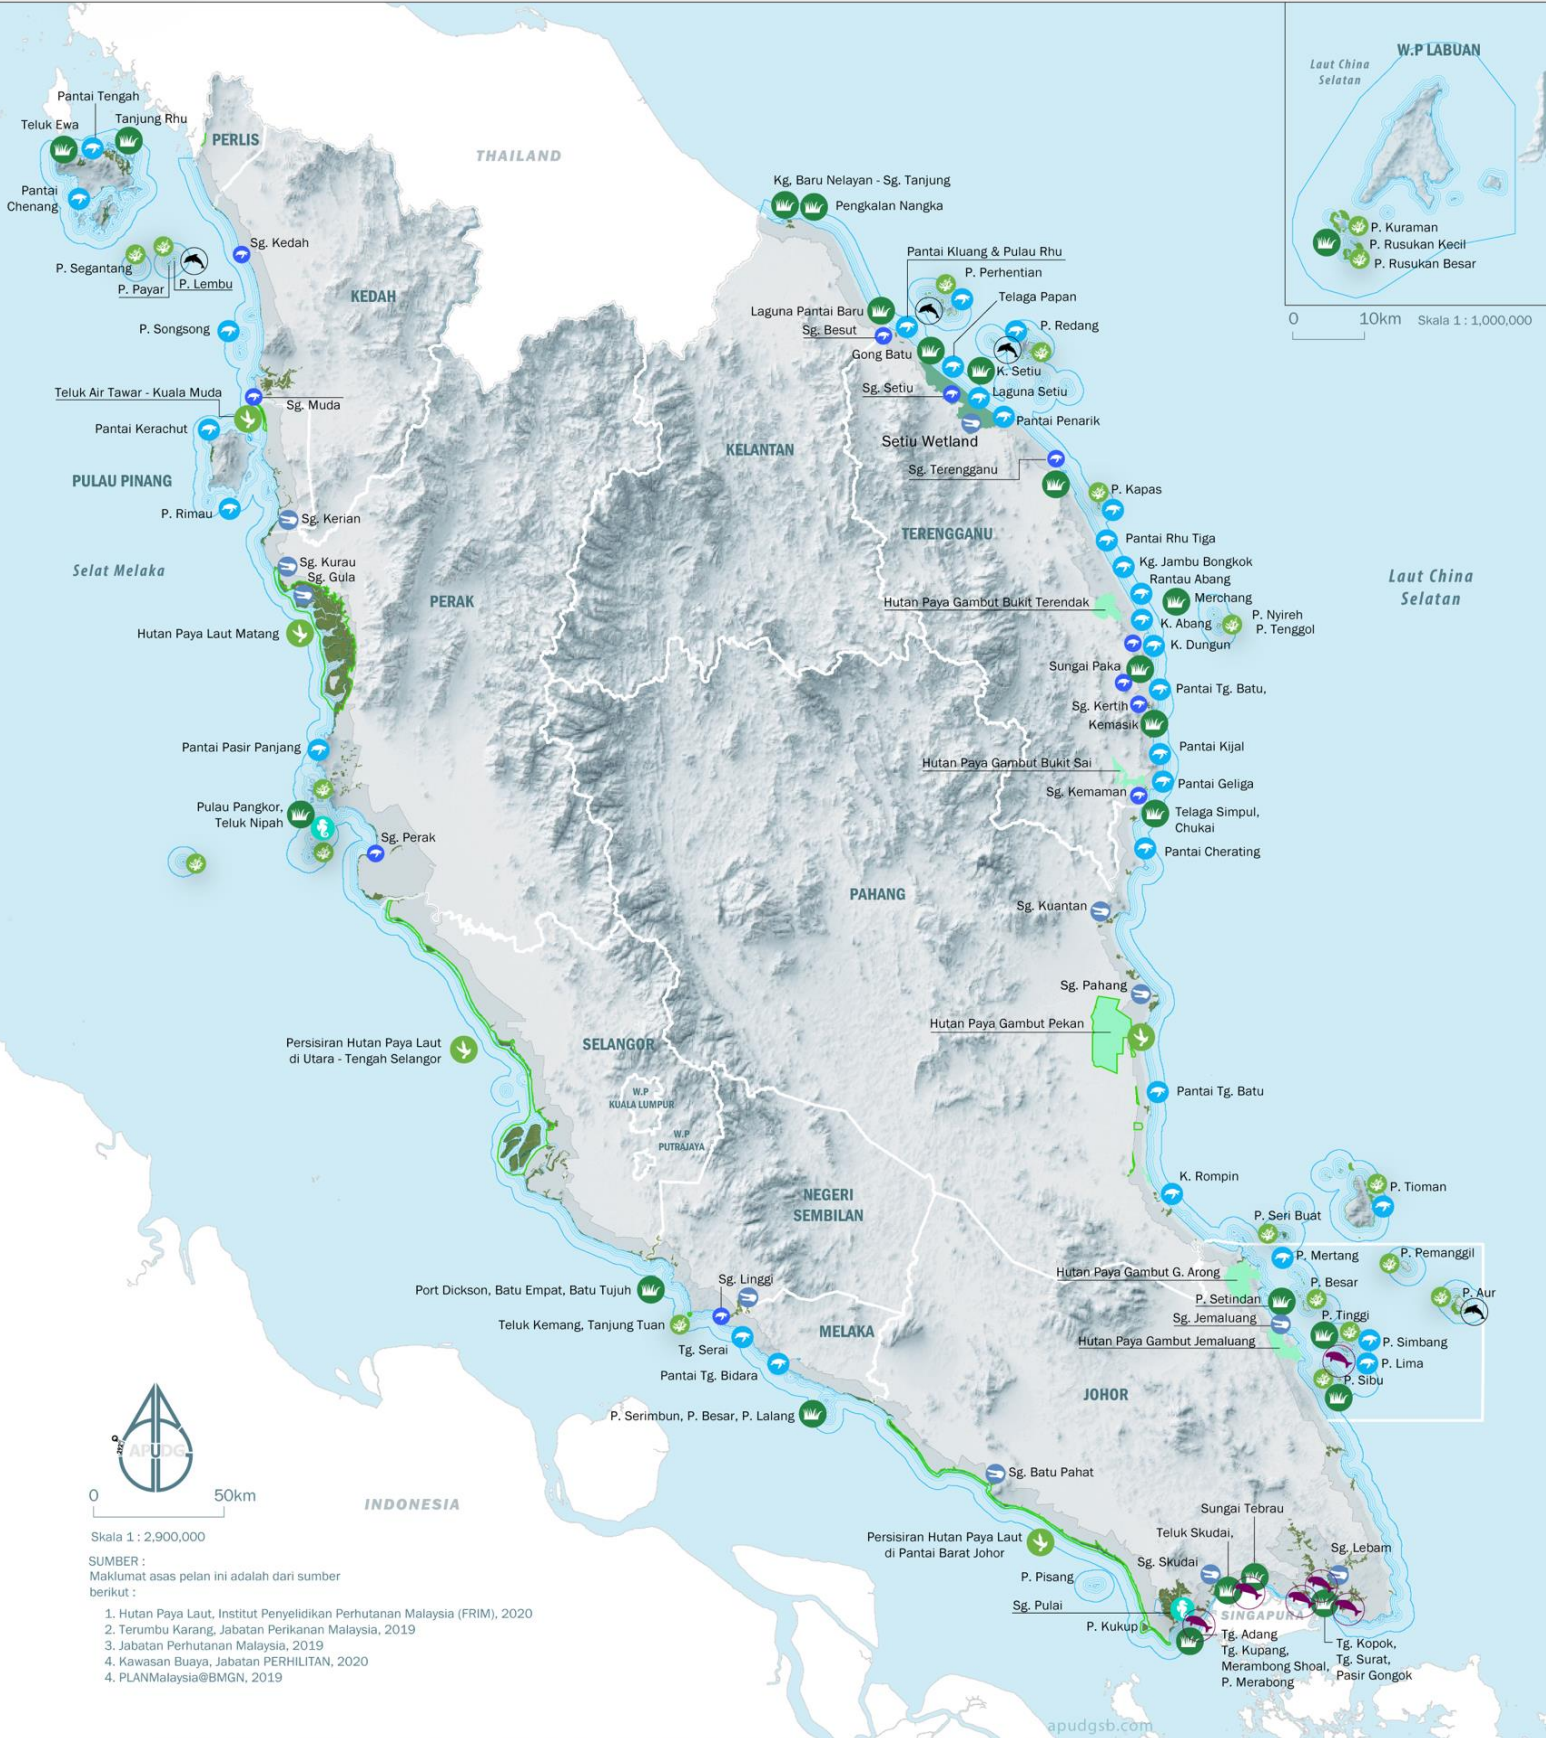 W.P LABUAN
Laut China
Selatan
P. Kuraman
P. Rusukan Kecil
P. Rusukan Besar
0 10km Skala 1 : 1,000,000
Pantai Tengah
Teluk Ewa
Tanjung Rhu
Pantai
Chenang
PERLIS
THAILAND
Sg. Kedah
P. Segantang
P. Payar
P. Lembu
KEDAH
P. Songsong
Teluk Air Tawar - Kuala Muda
Sg. Muda
Pantai Kerachut
PULAU PINANG
P. Rimau
Sg. Kerian
Selat Melaka
Sg. Kurau
Sg. Gula
PERAK
Hutan Paya Laut Matang
Pantai Pasir Panjang
Pulau Pangkor,
Teluk Nipah
Sg. Perak
Kg, Baru Nelayan - Sg. Tanjung
Pengkalan Nangka
Pantai Kluang & Pulau Rhu
P. Perhentian
Telaga Papan
Laguna Pantai Baru
Sg. Besut
P. Redang
Gong Batu
K. Setiu
Sg. Setiu
Laguna Setiu
Pantai Penarik
Setiu Wetland
KELANTAN
Sg. Terengganu
P. Kapas
TERENGGANU
Pantai Rhu Tiga
Kg. Jambu Bongkok
Rantau Abang
Merchang
Hutan Paya Gambut Bukit Terendak
K. Abang
P. Nyireh
P. Tenggol
K. Dungun
Sungai Paka
Pantai Tg. Batu,
Sg. Kertih
Kemasik
Pantai Kijal
Hutan Paya Gambut Bukit Sai
Pantai Geliga
Sg. Kemaman
Telaga Simpul,
Chukai
Pantai Cherating
Laut China
Selatan
PAHANG
Sg. Kuantan
Sg. Pahang
Hutan Paya Gambut Pekan
Pantai Tg. Batu
K. Rompin
Persisiran Hutan Paya Laut
di Utara - Tengah Selangor
SELANGOR
W.P
KUALA LUMPUR
W.P
PUTRAJAYA
NEGERI
SEMBILAN
P. Tioman
P. Seri Buat
P. Mertang
P. Pemanggil
Hutan Paya Gambut G. Arong
P. Besar
P. Aur
P. Setindan
P. Tinggi
Sg. Jemaluang
P. Simbang
Hutan Paya Gambut Jemaluang
P. Lima
P. Sibu
Port Dickson, Batu Empat, Batu Tujuh
Sg. Linggi
Teluk Kemang, Tanjung Tuan
Tg. Serai
MELAKA
Pantai Tg. Bidara
P. Serimbun, P. Besar, P. Lalang
JOHOR
Sg. Batu Pahat
Persisiran Hutan Paya Laut
di Pantai Barat Johor
Sungai Tebrau
Teluk Skudai,
Sg. Skudai
Sg. Lebam
P. Pisang
Sg. Pulai
SINGAPURA
P. Kukup
Tg. Adang
Tg. Kupang,
Merambong Shoal,
P. Merabong
Tg. Kopok,
Tg. Surat,
Pasir Gongok
INDONESIA
APUDG
0 50km
Skala 1 : 2,900,000
SUMBER :
Maklumat asas pelan ini adalah dari sumber
berikut :
1. Hutan Paya Laut, Institut Penyelidikan Perhutanan Malaysia (FRIM), 2020
2. Terumbu Karang, Jabatan Perikanan Malaysia, 2019
3. Jabatan Perhutanan Malaysia, 2019
4. Kawasan Buaya, Jabatan PERHILITAN, 2020
4. PLANMalaysia@BMGN, 2019
apudgsb.com